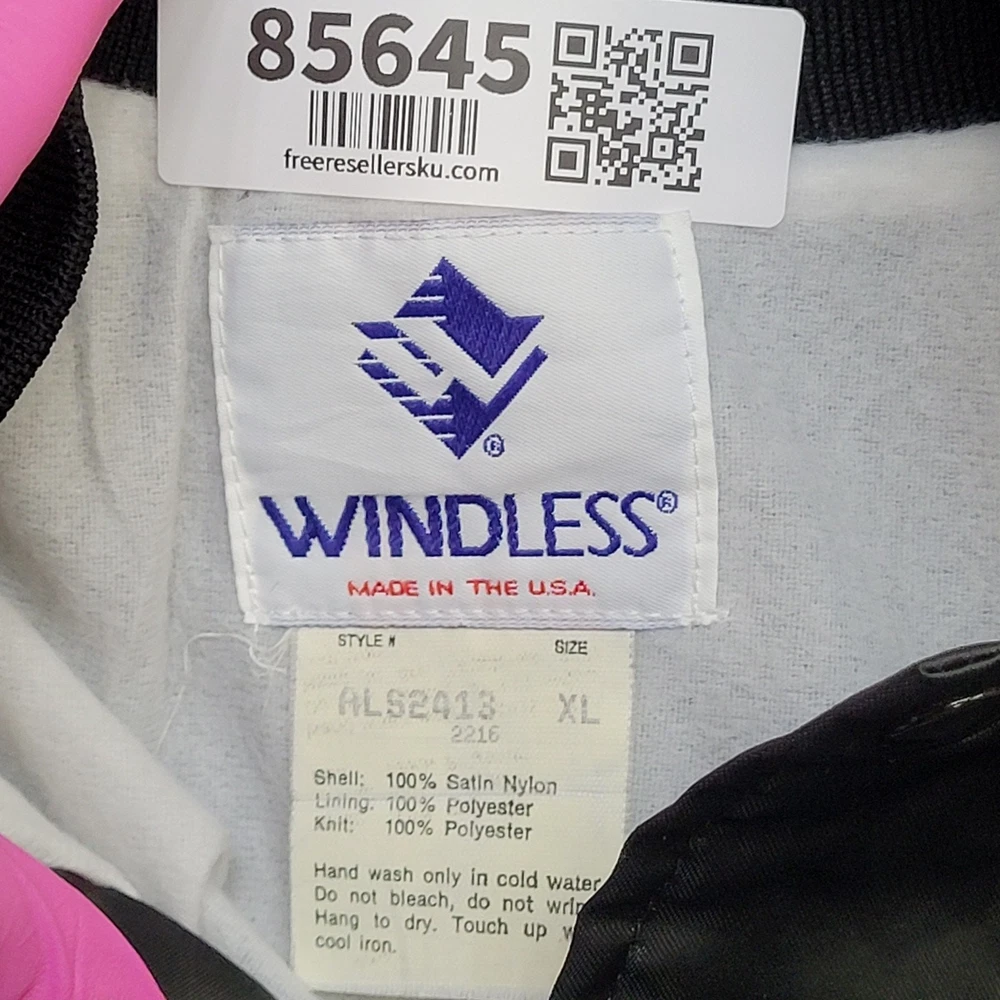 85645
freeresellersku.com
®
WINDLESS®
MADE IN THE U.S.A.
STYLE # SIZE
ALS2413 XL
2216
Shell: 100% Satin Nylon
Lining: 100% Polyester
Knit: 100% Polyester
Hand wash only in cold water
Do not bleach, do not
Hang to dry. Touch up
cool iron.